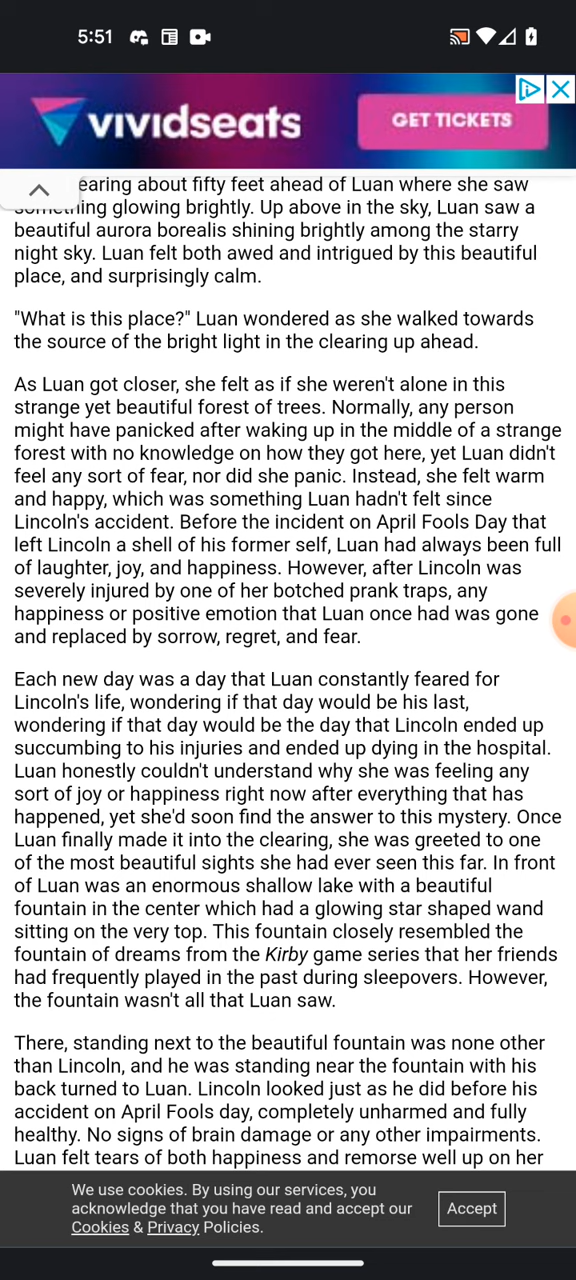 5:51
vividseats
GET TICKETS
earing about fifty feet ahead of Luan where she saw
something glowing brightly. Up above in the sky, Luan saw a
beautiful aurora borealis shining brightly among the starry
night sky. Luan felt both awed and intrigued by this beautiful
place, and surprisingly calm.
"What is this place?" Luan wondered as she walked towards
the source of the bright light in the clearing up ahead.
As Luan got closer, she felt as if she weren't alone in this
strange yet beautiful forest of trees. Normally, any person
might have panicked after waking up in the middle of a strange
forest with no knowledge on how they got here, yet Luan didn't
feel any sort of fear, nor did she panic. Instead, she felt warm
and happy, which was something Luan hadn't felt since
Lincoln's accident. Before the incident on April Fools Day that
left Lincoln a shell of his former self, Luan had always been full
of laughter, joy, and happiness. However, after Lincoln was
severely injured by one of her botched prank traps, any
happiness or positive emotion that Luan once had was gone
and replaced by sorrow, regret, and fear.
Each new day was a day that Luan constantly feared for
Lincoln's life, wondering if that day would be his last,
wondering if that day would be the day that Lincoln ended up
succumbing to his injuries and ended up dying in the hospital.
Luan honestly couldn't understand why she was feeling any
sort of joy or happiness right now after everything that has
happened, yet she'd soon find the answer to this mystery. Once
Luan finally made it into the clearing, she was greeted to one
of the most beautiful sights she had ever seen this far. In front
of Luan was an enormous shallow lake with a beautiful
fountain in the center which had a glowing star shaped wand
sitting on the very top. This fountain closely resembled the
fountain of dreams from the Kirby game series that her friends
had frequently played in the past during sleepovers. However,
the fountain wasn't all that Luan saw.
There, standing next to the beautiful fountain was none other
than Lincoln, and he was standing near the fountain with his
back turned to Luan. Lincoln looked just as he did before his
accident on April Fools day, completely unharmed and fully
healthy. No signs of brain damage or any other impairments.
Luan felt tears of both happiness and remorse well up on her
We use cookies. By using our services, you
acknowledge that you have read and accept our
Cookies & Privacy Policies.
Accept